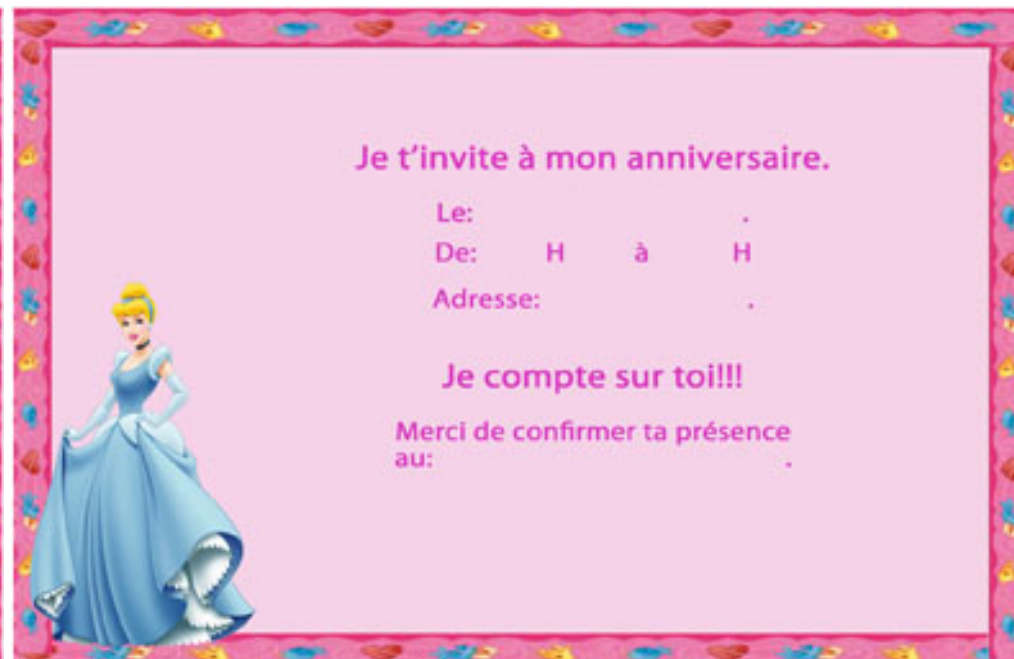 Je t'invite à mon anniversaire.
Le: .
De: H à H
Adresse: .
Je compte sur toi!!!
Merci de confirmer ta présence
au: .